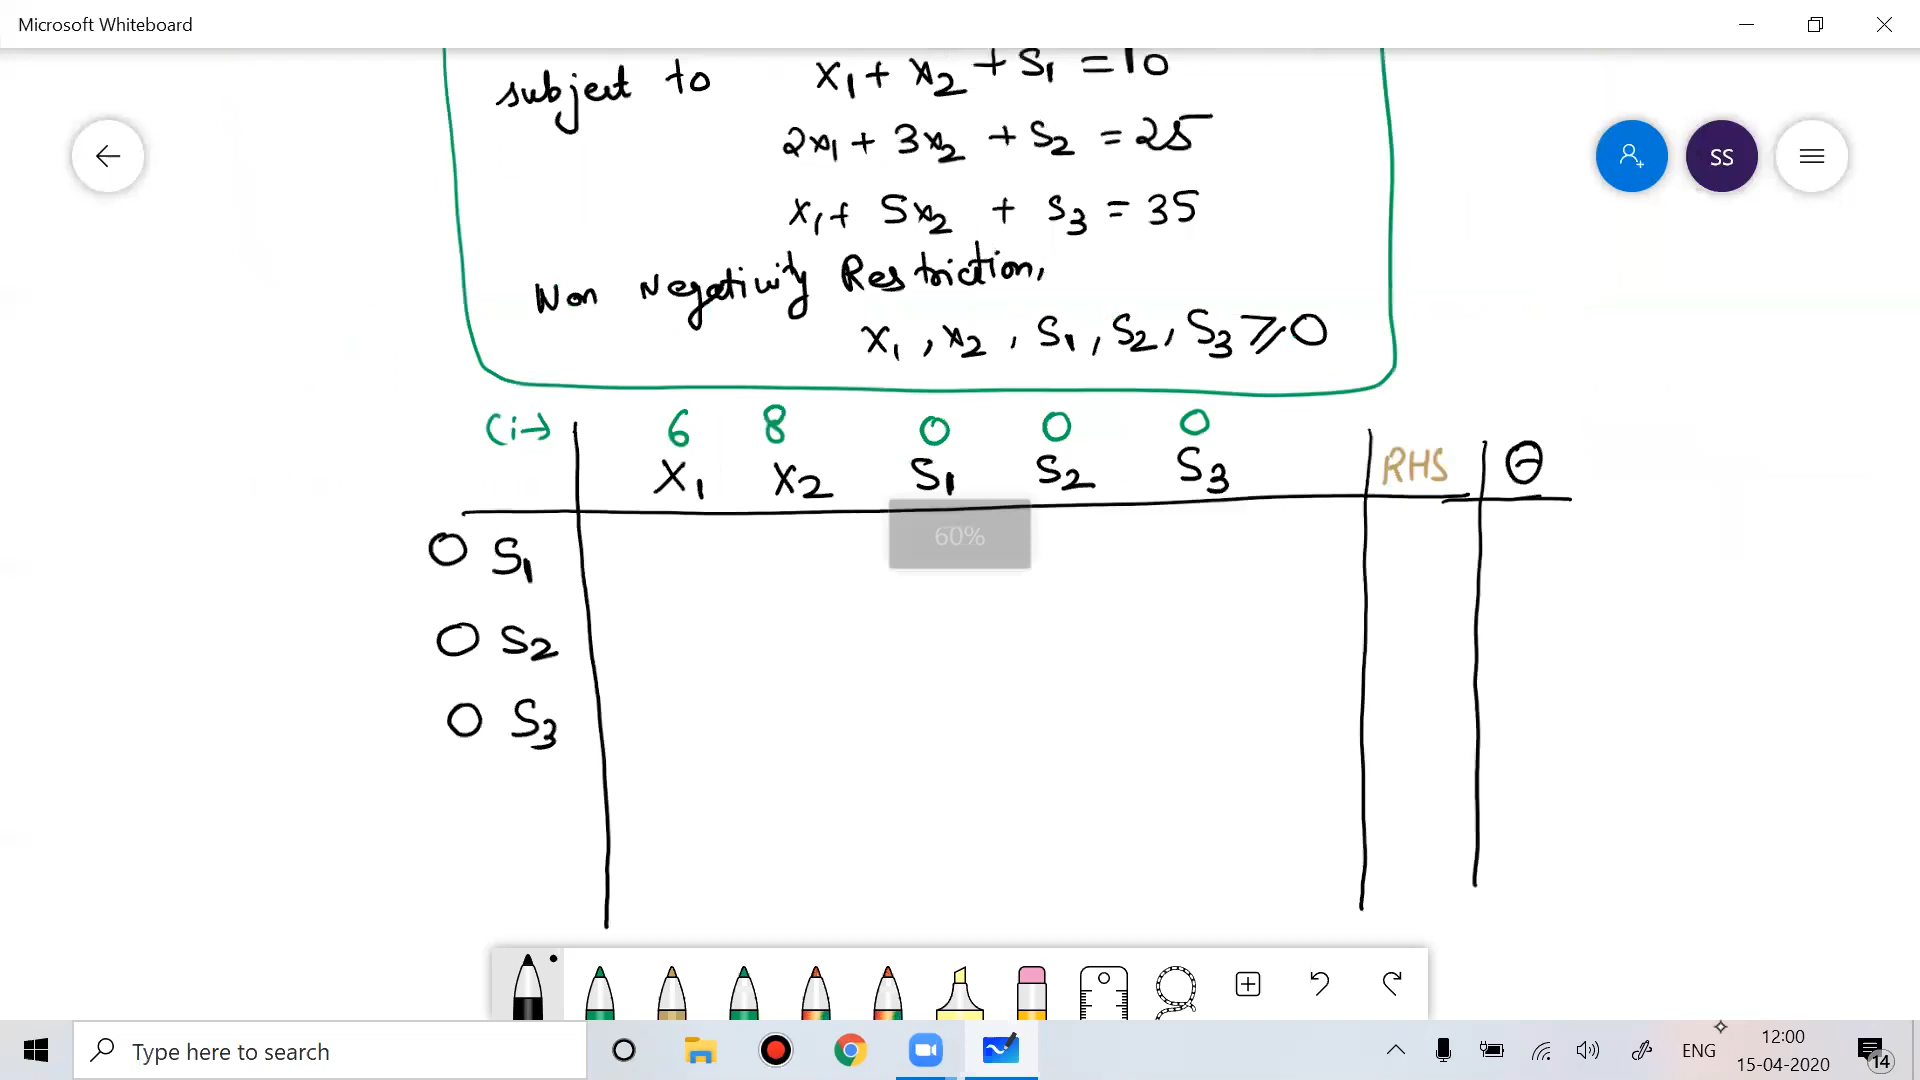 Microsoft Whiteboard
subject to x₁ + x₂ + S₁ = 10
2x₁ + 3x₂ + S₂ = 25
x₁ + 5x₂ + S₃ = 35
Non Negativity Restriction,
x₁, x₂, S₁, S₂, S₃ ≥ 0
SS
Ci→ 6 8 0 0 0
X₁ X₂ S₁ S₂ S₃ RHS θ
60%
0 S₁
0 S₂
0 S₃
Type here to search
ENG
12:00
15-04-2020
14